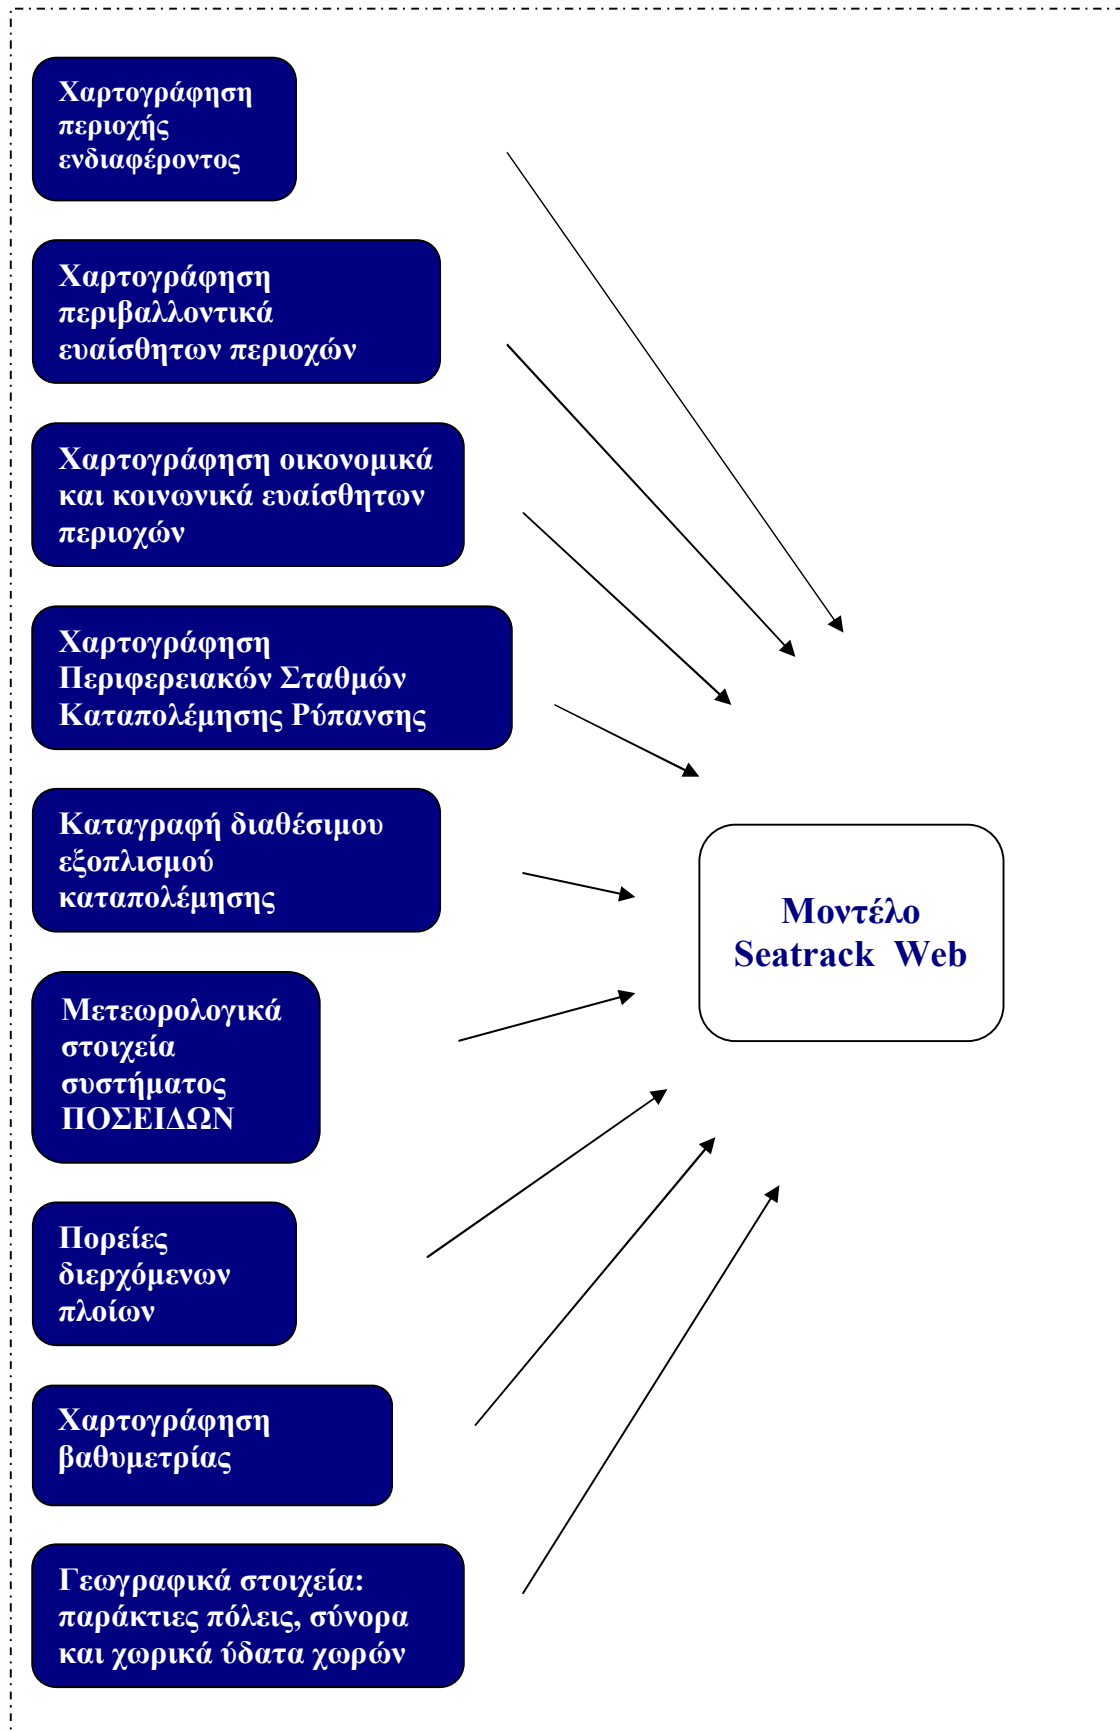 Χαρτογράφηση
περιοχής
ενδιαφέροντος
Χαρτογράφηση
περιβαλλοντικά
ευαίσθητων περιοχών
Χαρτογράφηση οικονομικά
και κοινωνικά ευαίσθητων
περιοχών
Χαρτογράφηση
Περιφερειακών Σταθμών
Καταπολέμησης Ρύπανσης
Καταγραφή διαθέσιμου
εξοπλισμού
καταπολέμησης
Μοντέλο
Seatrack Web
Μετεωρολογικά
στοιχεία
συστήματος
ΠΟΣΕΙΔΩΝ
Πορείες
διερχόμενων
πλοίων
Χαρτογράφηση
βαθυμετρίας
Γεωγραφικά στοιχεία:
παράκτιες πόλεις, σύνορα
και χωρικά ύδατα χωρών